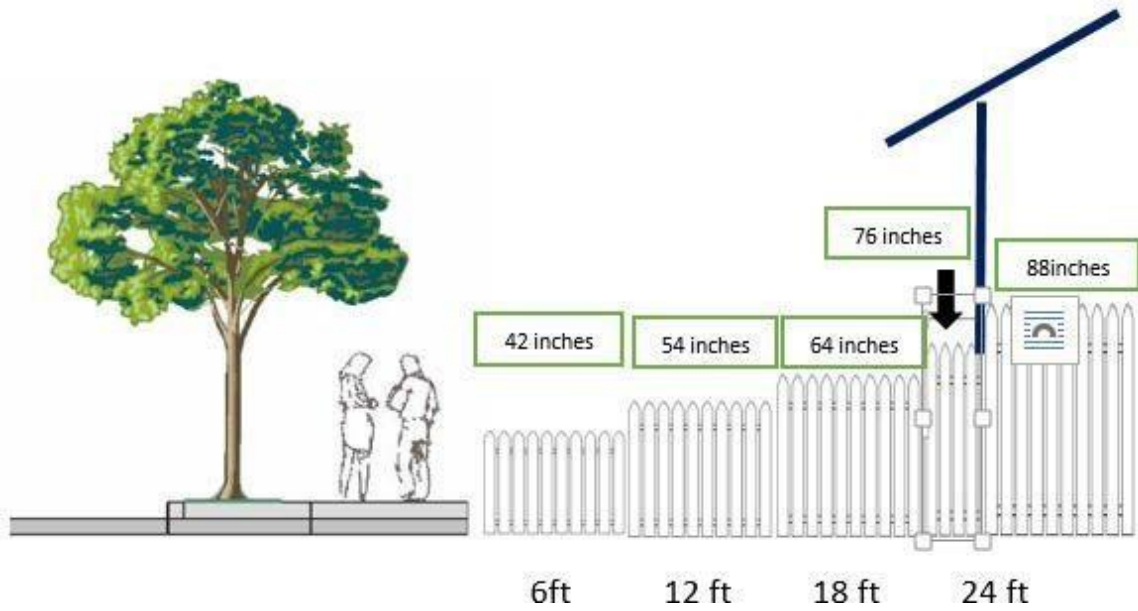 76 inches
88inches
42 inches
54 inches
64 inches
6ft
12 ft
18 ft
24 ft